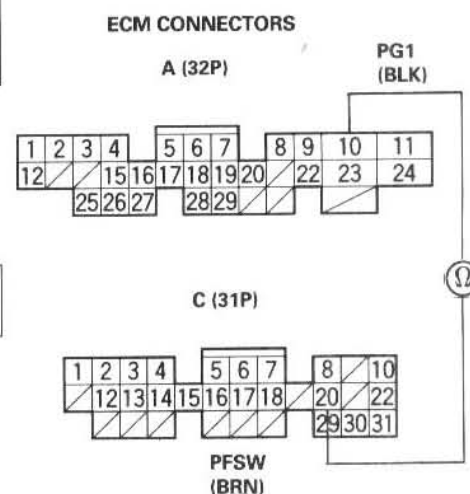 ECM CONNECTORS
A (32P)
PG1
(BLK)
1 2 3 4 5 6 7 8 9 10 11
12 15 16 17 18 19 20 22 23 24
25 26 27 28 29
Ω
C (31P)
1 2 3 4 5 6 7 8 10
12 13 14 15 16 17 18 20 22
29 30 31
PFSW
(BRN)